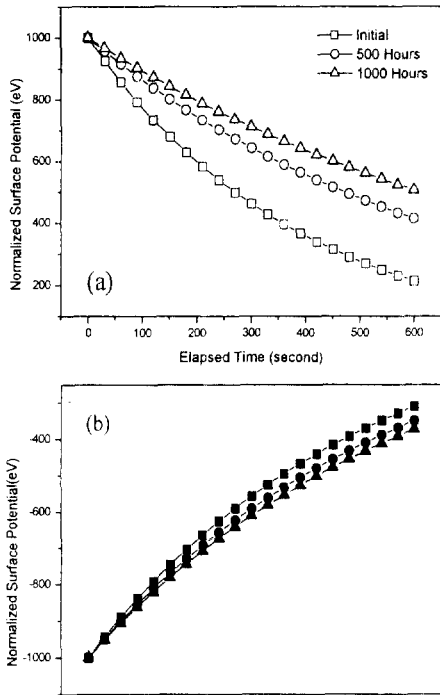 (a)
Initial
500 Hours
1000 Hours
Normalized Surface Potential (eV)
1000
800
600
400
200
0
100
200
300
400
500
600
Elapsed Time (second)
(b)
Normalized Surface Potential(eV)
-400
-600
-800
-1000